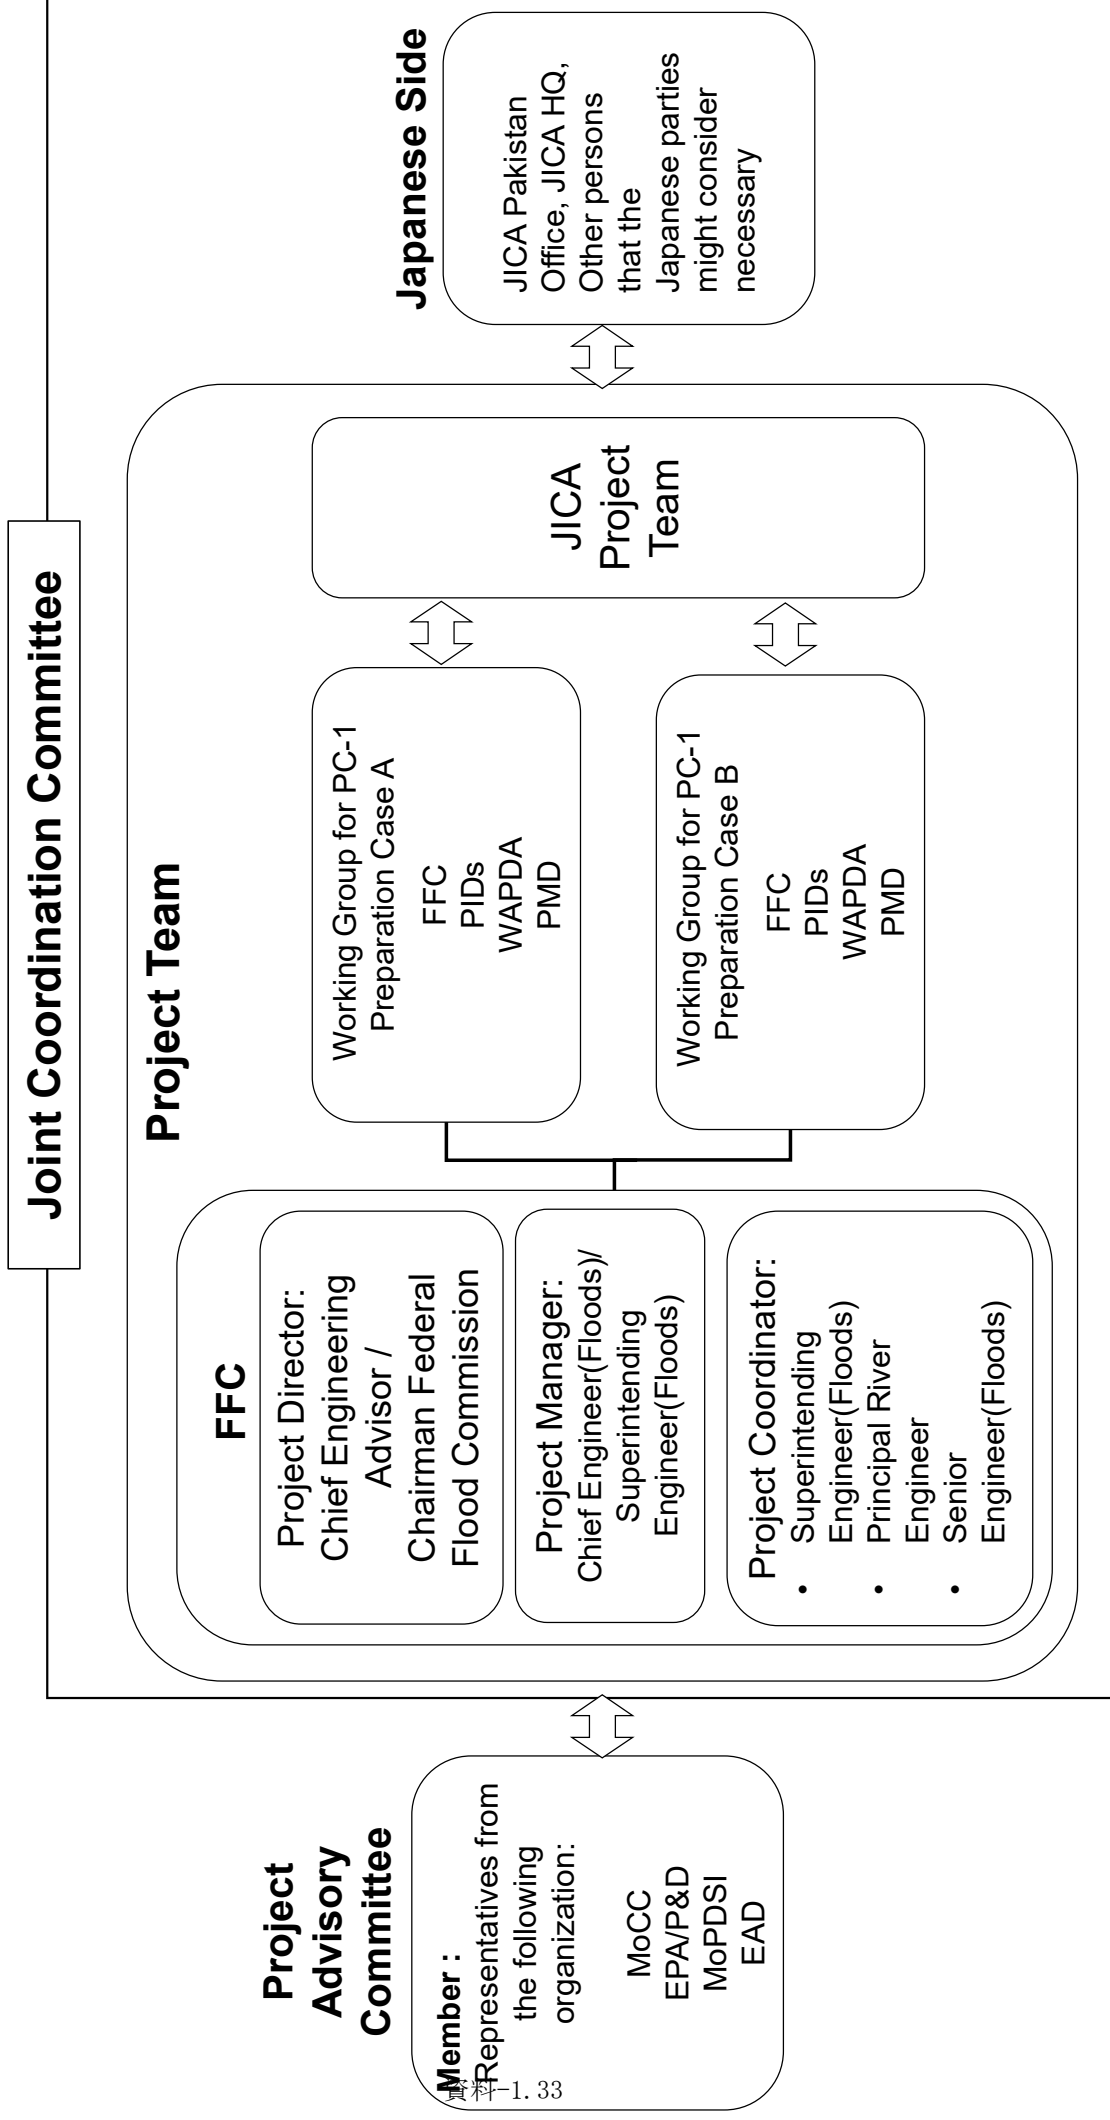 Joint Coordination Committee
Project
Advisory
Committee
Member :
Representatives from
the following
organization:
MoCC
EPA/P&D
MoPDSI
EAD
Project Team
FFC
Project Director:
Chief Engineering
Advisor /
Chairman Federal
Flood Commission
Project Manager:
Chief Engineer(Floods)/
Superintending
Engineer(Floods)
Project Coordinator:
• Superintending
Engineer(Floods)
• Principal River
Engineer
• Senior
Engineer(Floods)
Working Group for PC-1
Preparation Case A
FFC
PIDs
WAPDA
PMD
Working Group for PC-1
Preparation Case B
FFC
PIDs
WAPDA
PMD
JICA
Project
Team
Japanese Side
JICA Pakistan
Office, JICA HQ,
Other persons
that the
Japanese parties
might consider
necessary
資料-1.33